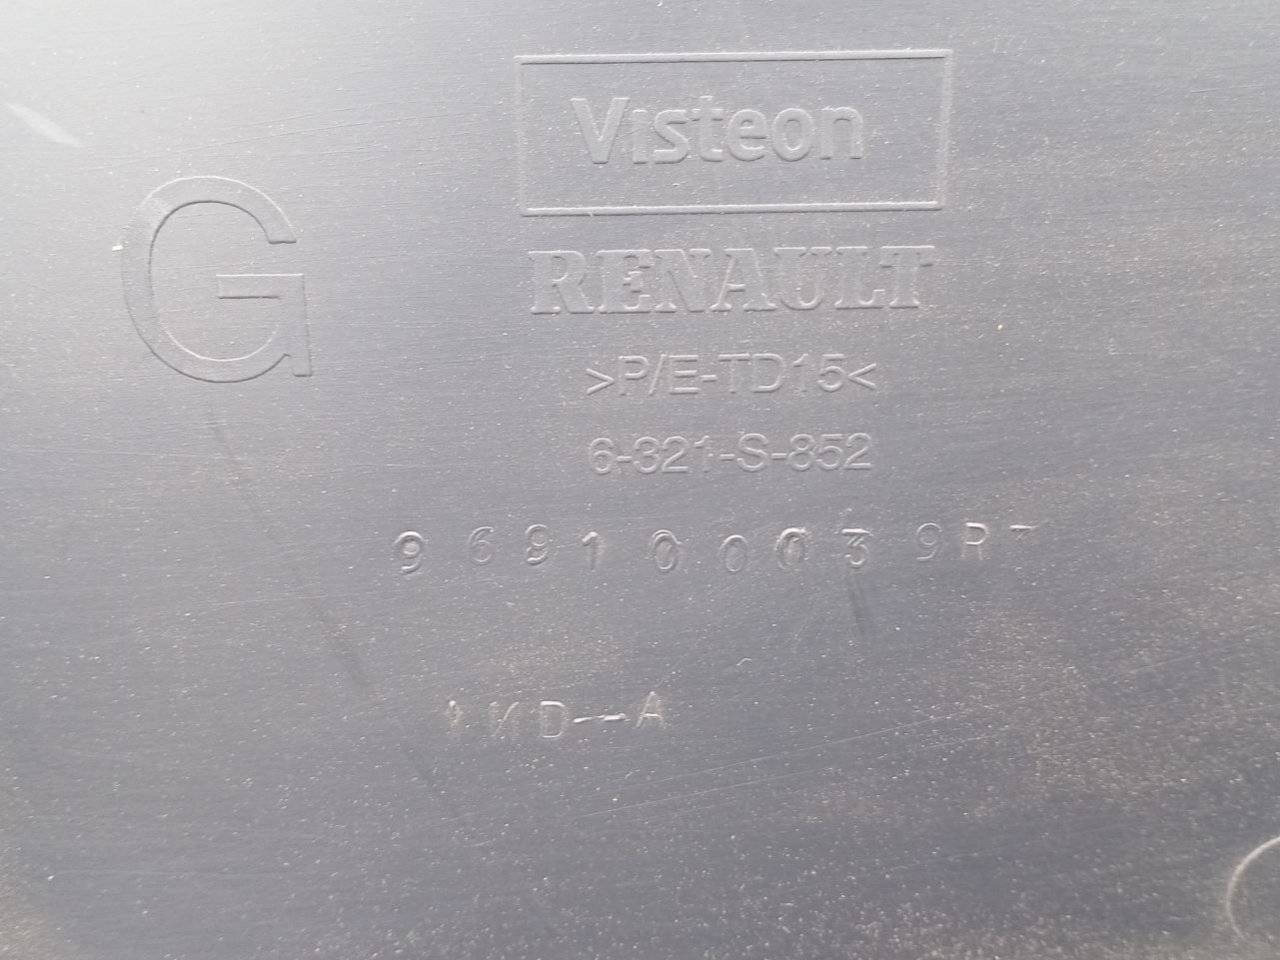 Visteon
RENAULT
G
>P/E-TD15<
6-321-S-852
969100039R
D--A